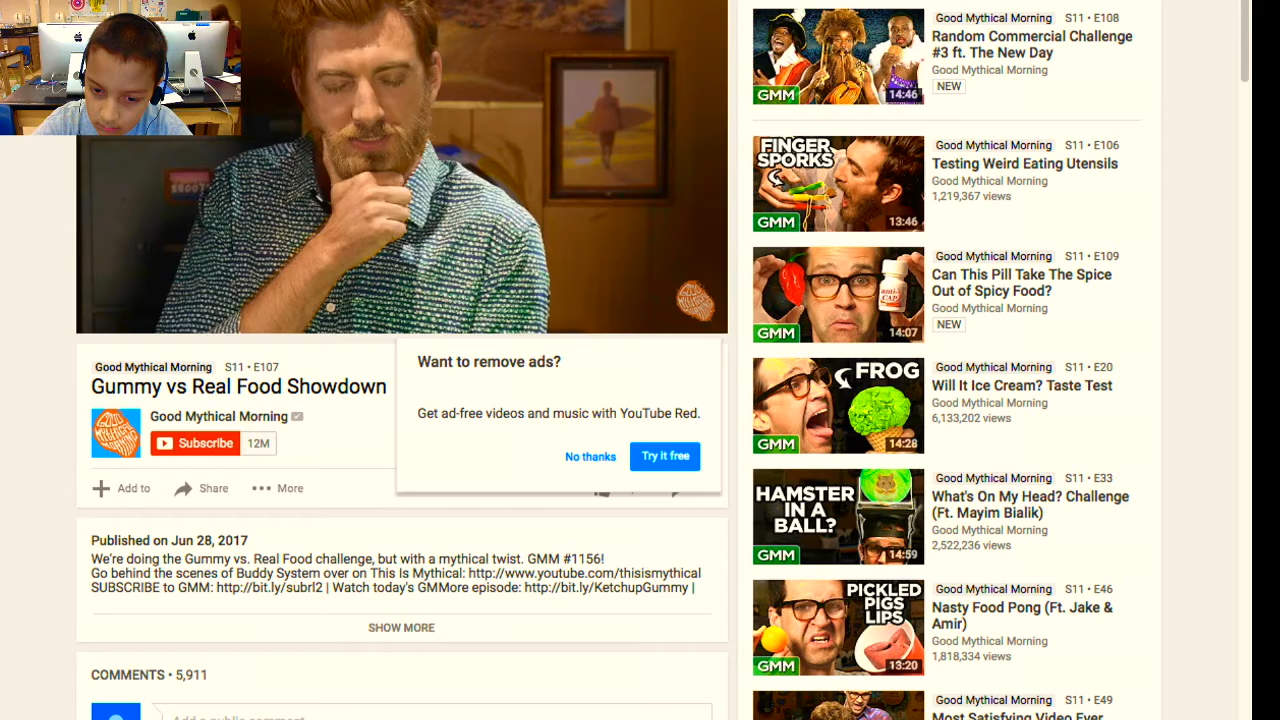 Good Mythical Morning S11 • E107
Gummy vs Real Food Showdown
Good Mythical Morning
Subscribe 12M
Add to Share More
Want to remove ads?
Get ad-free videos and music with YouTube Red.
No thanks Try it free
Published on Jun 28, 2017
We're doing the Gummy vs. Real Food challenge, but with a mythical twist. GMM #1156!
Go behind the scenes of Buddy System over on This Is Mythical: http://www.youtube.com/thisismythical
SUBSCRIBE to GMM: http://bit.ly/subrl2 | Watch today's GMMore episode: http://bit.ly/KetchupGummy |
SHOW MORE
COMMENTS • 5,911
Add a public comment
GOOD MYTHICAL MORNING
GMM
14:46
Good Mythical Morning S11 • E108
Random Commercial Challenge
#3 ft. The New Day
Good Mythical Morning
NEW
FINGER
SPORKS
GMM
13:46
Good Mythical Morning S11 • E106
Testing Weird Eating Utensils
Good Mythical Morning
1,219,367 views
anti-
CAP
GMM
14:07
Good Mythical Morning S11 • E109
Can This Pill Take The Spice
Out of Spicy Food?
Good Mythical Morning
NEW
FROG
GMM
14:28
Good Mythical Morning S11 • E20
Will It Ice Cream? Taste Test
Good Mythical Morning
6,133,202 views
HAMSTER
IN A
BALL?
GMM
14:59
Good Mythical Morning S11 • E33
What's On My Head? Challenge
(Ft. Mayim Bialik)
Good Mythical Morning
2,522,236 views
PICKLED
PIGS
LIPS
GMM
13:20
Good Mythical Morning S11 • E46
Nasty Food Pong (Ft. Jake &
Amir)
Good Mythical Morning
1,818,334 views
Good Mythical Morning S11 • E49
Most Satisfying Video Ever